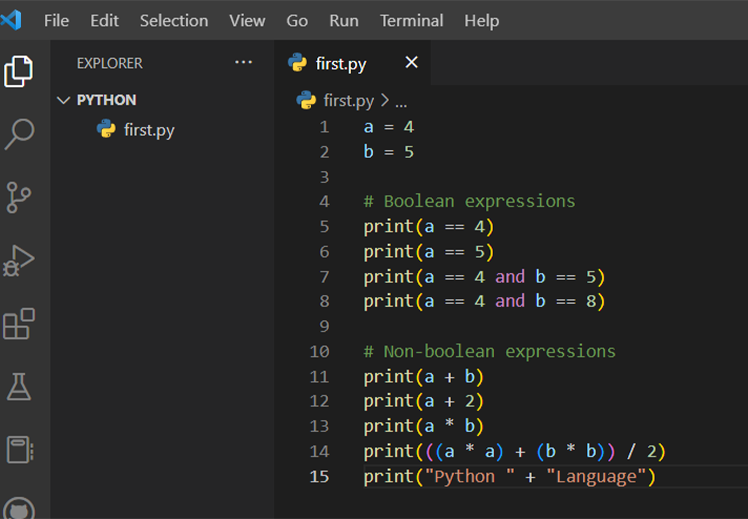 File Edit Selection View Go Run Terminal Help
EXPLORER ...
PYTHON
first.py
first.py ×
first.py > ...
1 a = 4
2 b = 5
3
4 # Boolean expressions
5 print(a == 4)
6 print(a == 5)
7 print(a == 4 and b == 5)
8 print(a == 4 and b == 8)
9
10 # Non-boolean expressions
11 print(a + b)
12 print(a + 2)
13 print(a * b)
14 print(((a * a) + (b * b)) / 2)
15 print("Python " + "Language")